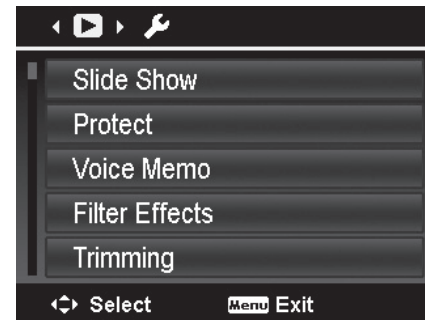 Slide Show
Protect
Voice Memo
Filter Effects
Trimming
Select Menu Exit